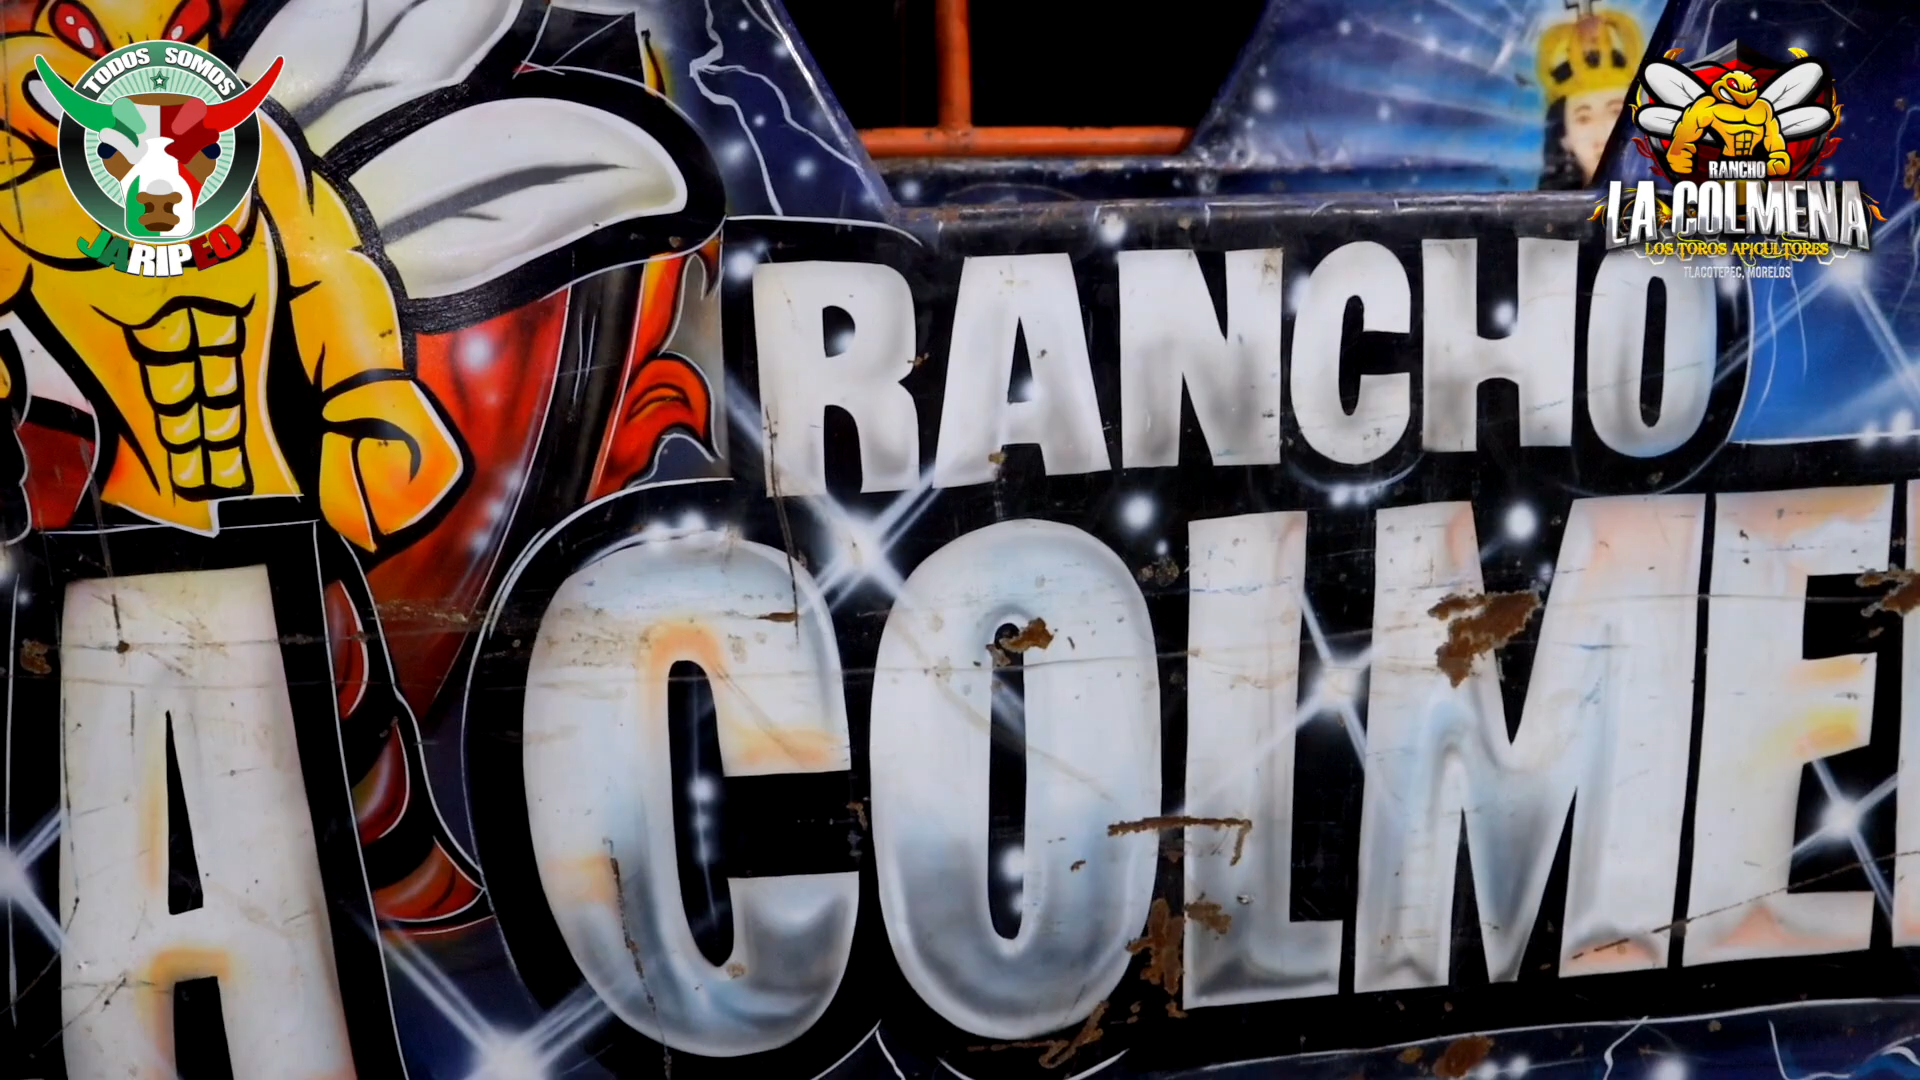 TODOS SOMOS
JARIPEO
RANCHO
LA COLMENA
LOS TOROS APICULTORES
TLACOTEPEC, MORELOS
RANCHO
A COLME